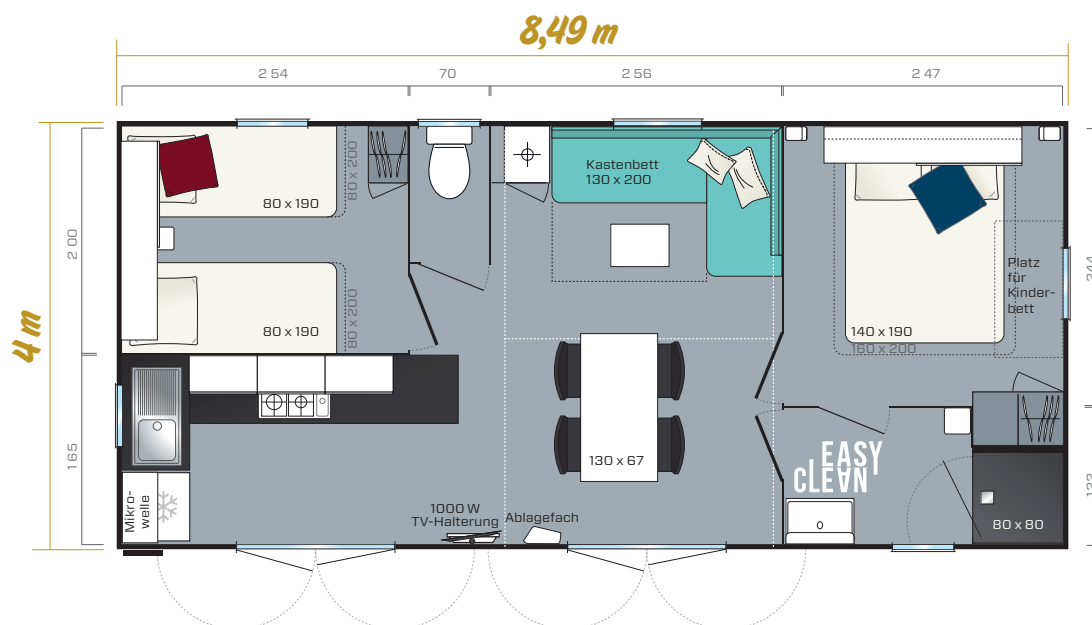 8,49 m
2 54
70
2 56
2 47
4 m
2 00
165
244
122
80 x 190
80 x 200
80 x 190
80 x 200
Kastenbett
130 x 200
Platz
für
Kinder-
bett
140 x 190
160 x 200
130 x 67
EASY
CLEAN
80 x 80
Mikro-
welle
1000 W
TV-Halterung
Ablagefach